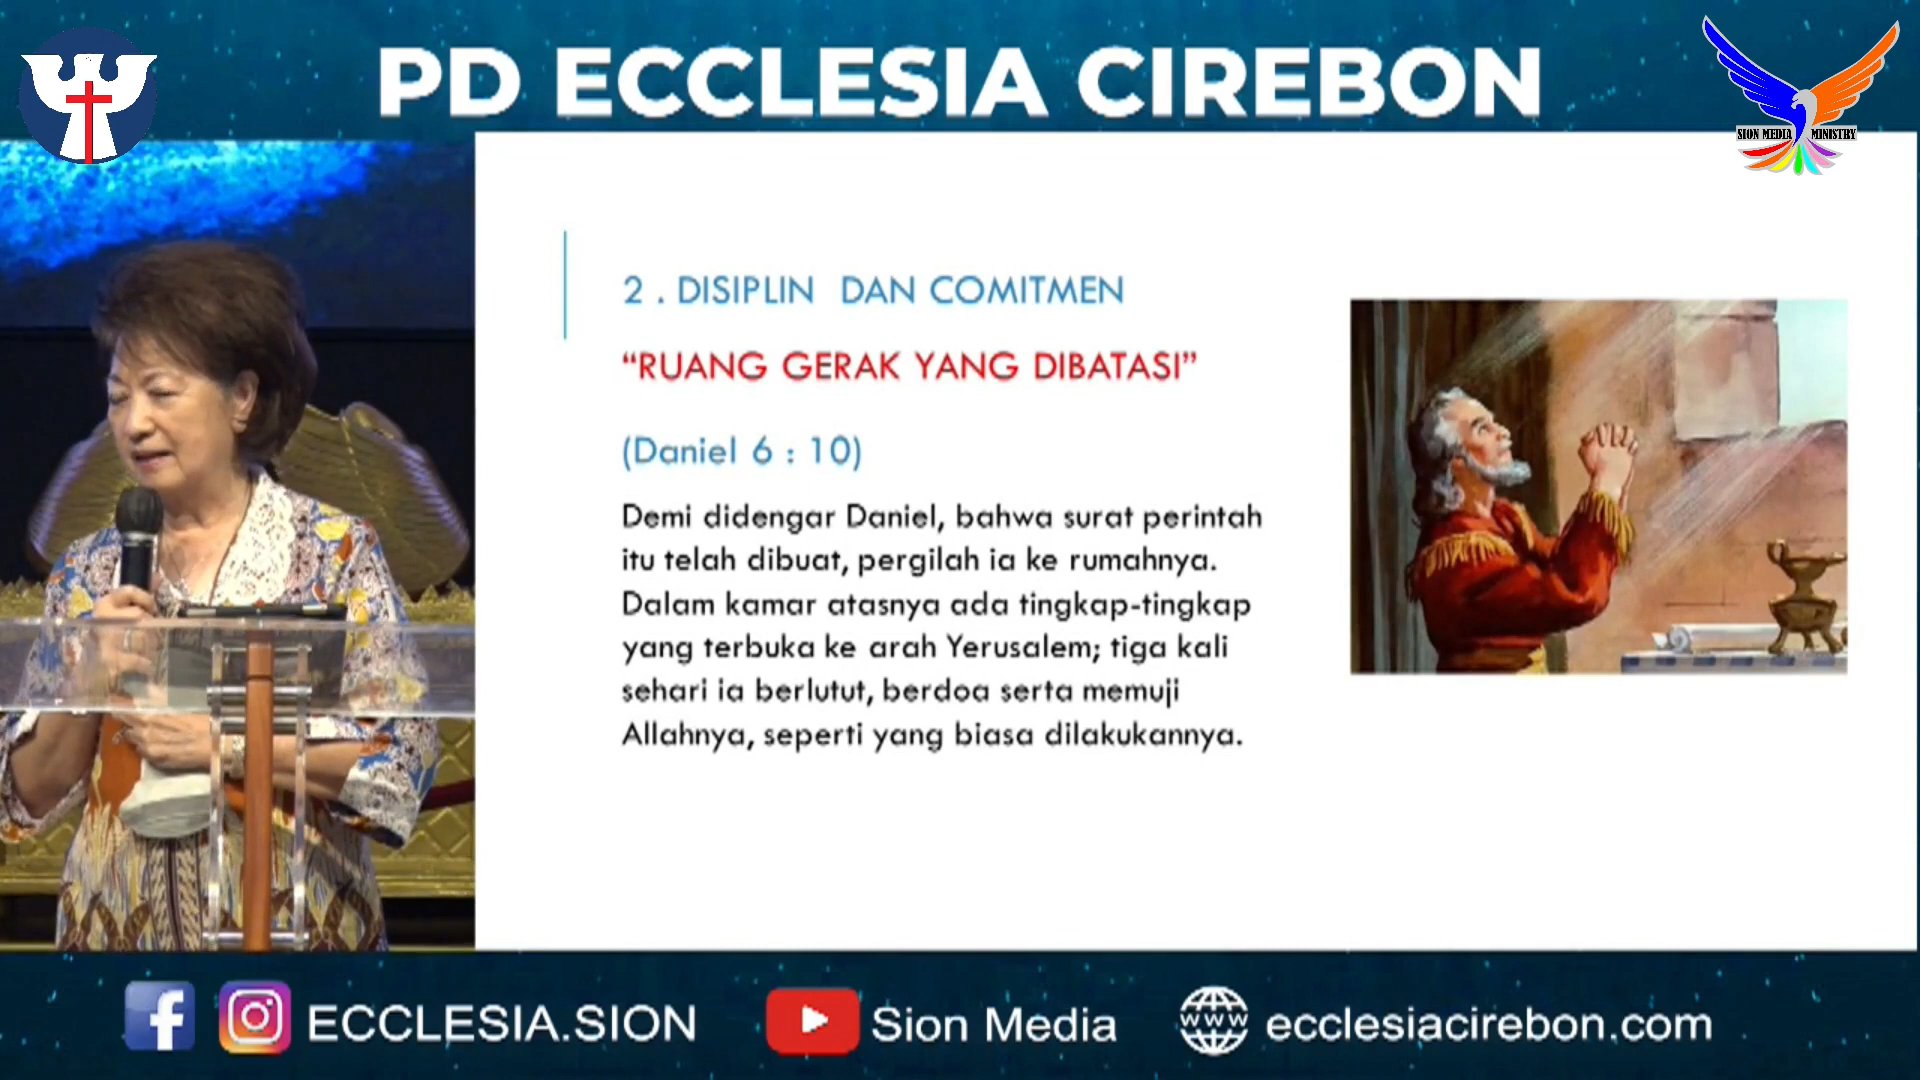 PD ECCLESIA CIREBON
SION MEDIA MINISTRY
2 . DISIPLIN DAN COMITMEN
“RUANG GERAK YANG DIBATASI”
(Daniel 6 : 10)
Demi didengar Daniel, bahwa surat perintah
itu telah dibuat, pergilah ia ke rumahnya.
Dalam kamar atasnya ada tingkap-tingkap
yang terbuka ke arah Yerusalem; tiga kali
sehari ia berlutut, berdoa serta memuji
Allahnya, seperti yang biasa dilakukannya.
f ECCLESIA.SION
Sion Media
www ecclesiacirebon.com